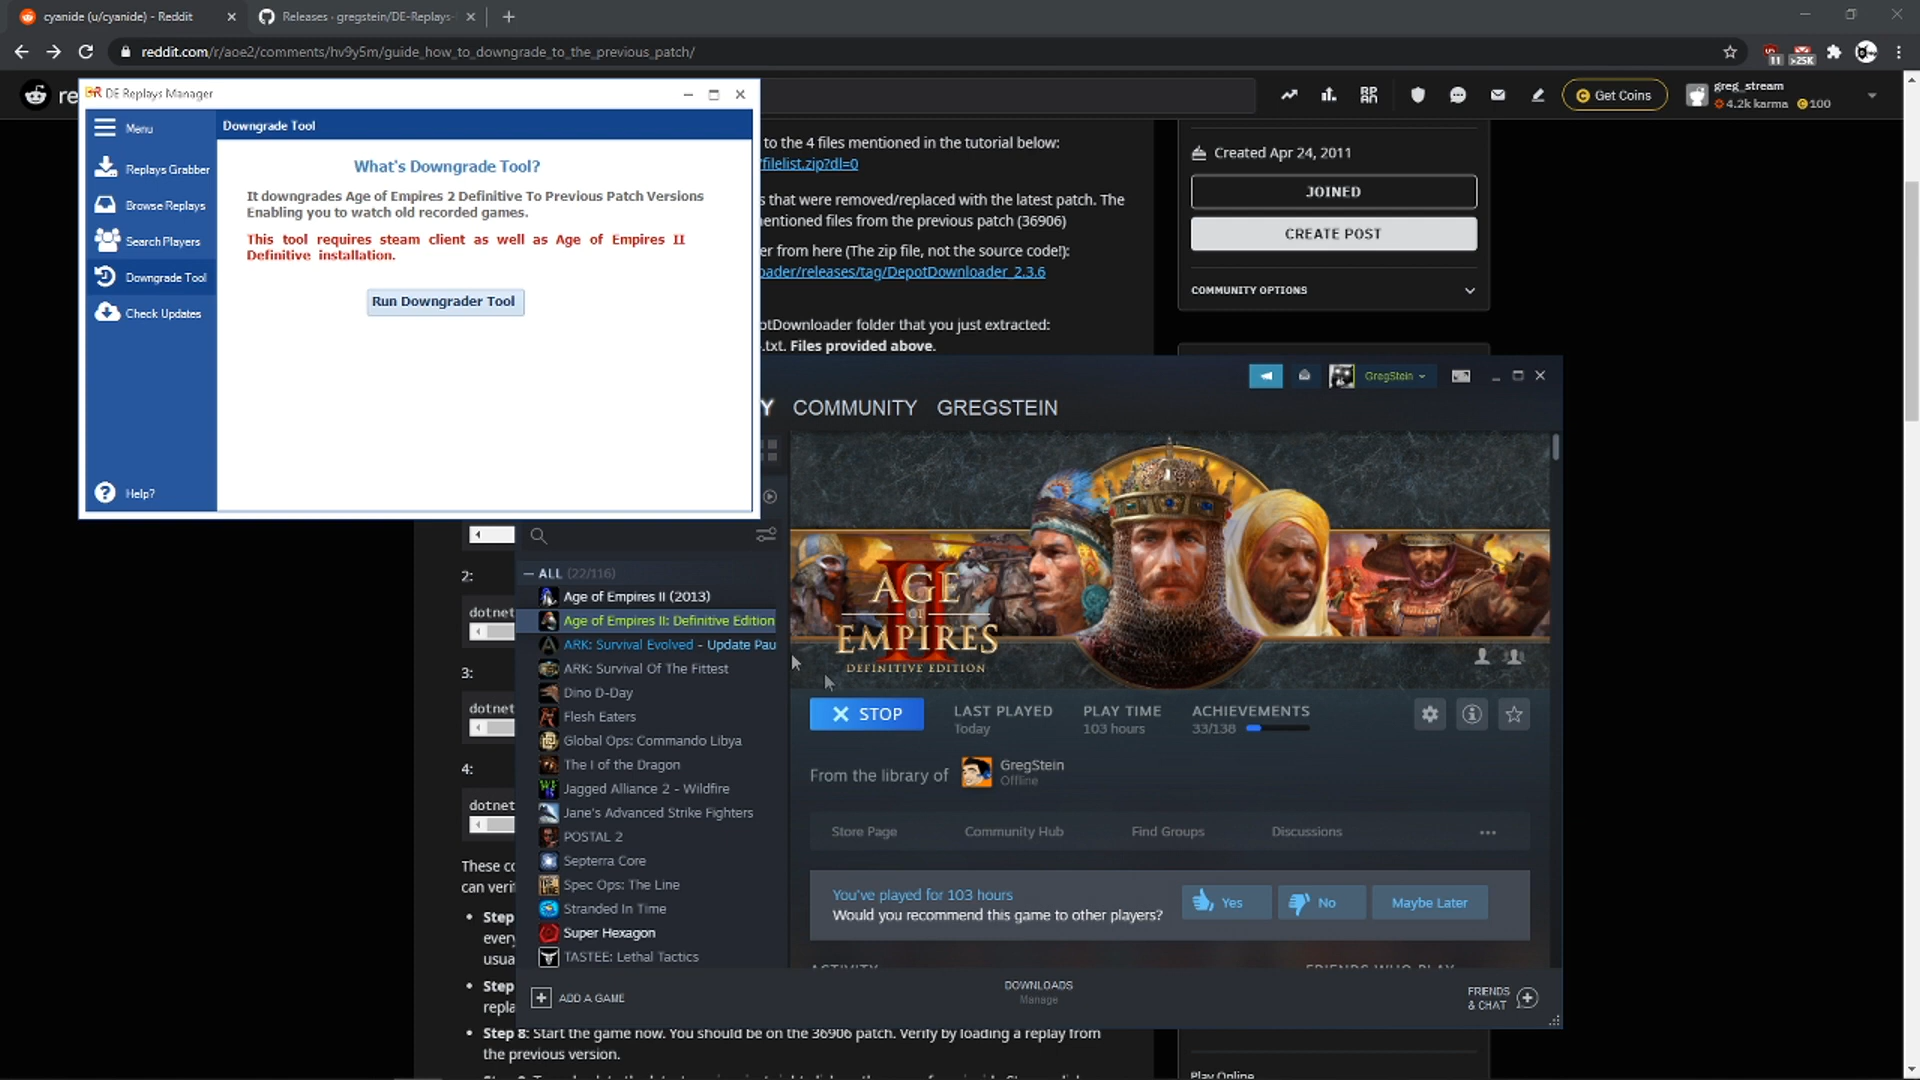 cyanide (u/cyanide) - Reddit
Releases · gregstein/DE-Replays-
reddit.com/r/aoe2/comments/hv9y5m/guide_how_to_downgrade_to_the_previous_patch/
11
>25K
re
Get Coins
greg_stream
4.2k karma
100
DE Replays Manager
Menu
Replays Grabber
Browse Replays
Search Players
Downgrade Tool
Check Updates
Help?
Downgrade Tool
What's Downgrade Tool?
It downgrades Age of Empires 2 Definitive To Previous Patch Versions
Enabling you to watch old recorded games.
This tool requires steam client as well as Age of Empires II
Definitive installation.
Run Downgrader Tool
to the 4 files mentioned in the tutorial below:
/filelist.zip?dl=0
s that were removed/replaced with the latest patch. The
mentioned files from the previous patch (36906)
er from here (The zip file, not the source code!):
oader/releases/tag/DepotDownloader_2.3.6
otDownloader folder that you just extracted:
.txt. Files provided above.
Created Apr 24, 2011
JOINED
CREATE POST
COMMUNITY OPTIONS
GregStein
Y
COMMUNITY
GREGSTEIN
ALL (22/116)
Age of Empires II (2013)
Age of Empires II: Definitive Edition
ARK: Survival Evolved - Update Pau
ARK: Survival Of The Fittest
Dino D-Day
Flesh Eaters
Global Ops: Commando Libya
The I of the Dragon
Jagged Alliance 2 - Wildfire
Jane's Advanced Strike Fighters
POSTAL 2
Septerra Core
Spec Ops: The Line
Stranded In Time
Super Hexagon
TASTEE: Lethal Tactics
AGE
OF
II
EMPIRES
DEFINITIVE EDITION
STOP
LAST PLAYED
Today
PLAY TIME
103 hours
ACHIEVEMENTS
33/138
From the library of
GregStein
Offline
Store Page
Community Hub
Find Groups
Discussions
You've played for 103 hours
Would you recommend this game to other players?
Yes
No
Maybe Later
ACTIVITY
FRIENDS WHO PLAY
ADD A GAME
DOWNLOADS
Manage
FRIENDS
& CHAT
2:
dotnet
3:
dotnet
4:
dotnet
These co
can verif
Step
every
usua
Step
repla
Step 8: Start the game now. You should be on the 36906 patch. Verify by loading a replay from
the previous version.
Play Online